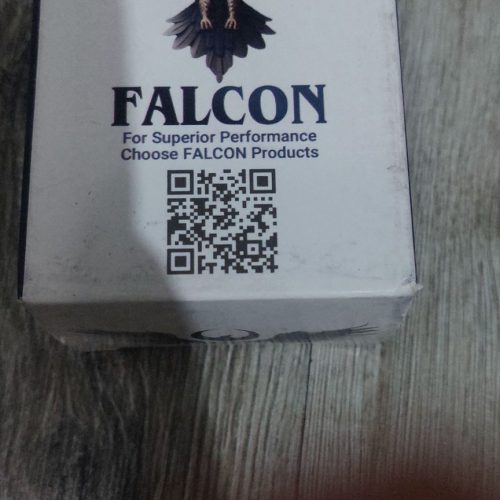 FALCON
For Superior Performance
Choose FALCON Products